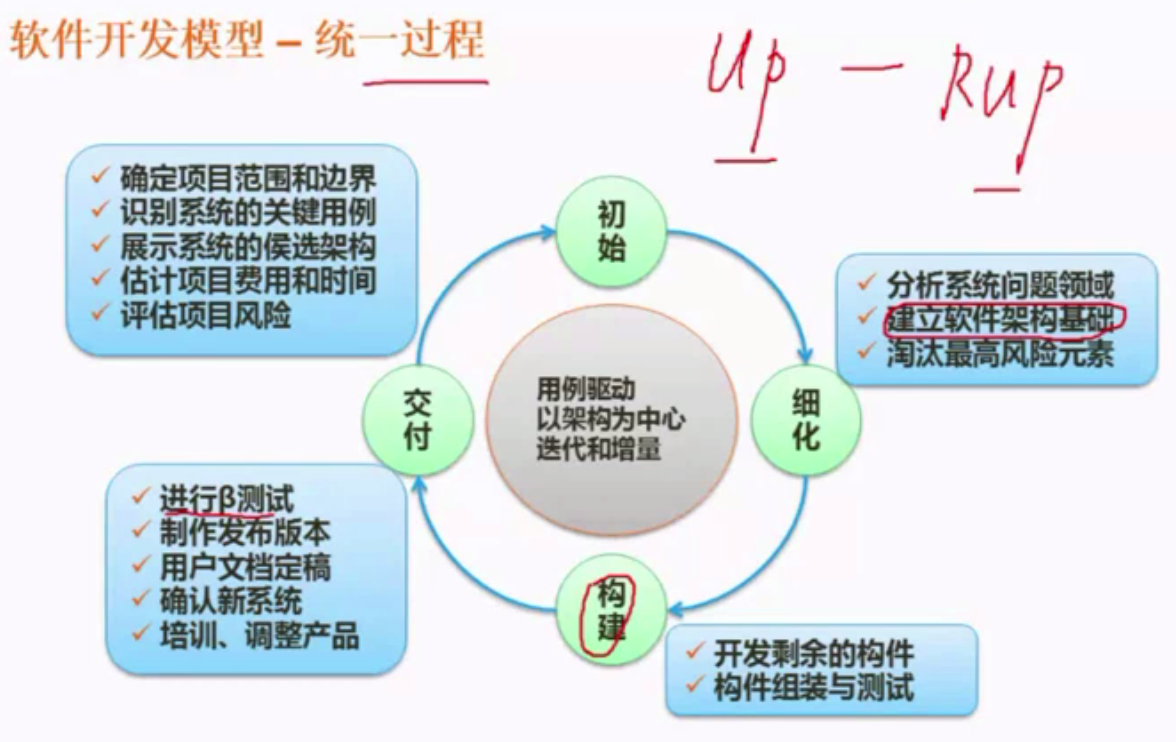 软件开发模型 – 统一过程
Up — RUP
✓ 确定项目范围和边界
✓ 识别系统的关键用例
✓ 展示系统的侯选架构
✓ 估计项目费用和时间
✓ 评估项目风险
初
始
✓ 分析系统问题领域
✓ 建立软件架构基础
✓ 淘汰最高风险元素
用例驱动
以架构为中心
迭代和增量
交
付
细
化
✓ 进行β测试
✓ 制作发布版本
✓ 用户文档定稿
✓ 确认新系统
✓ 培训、调整产品
构
建
✓ 开发剩余的构件
✓ 构件组装与测试